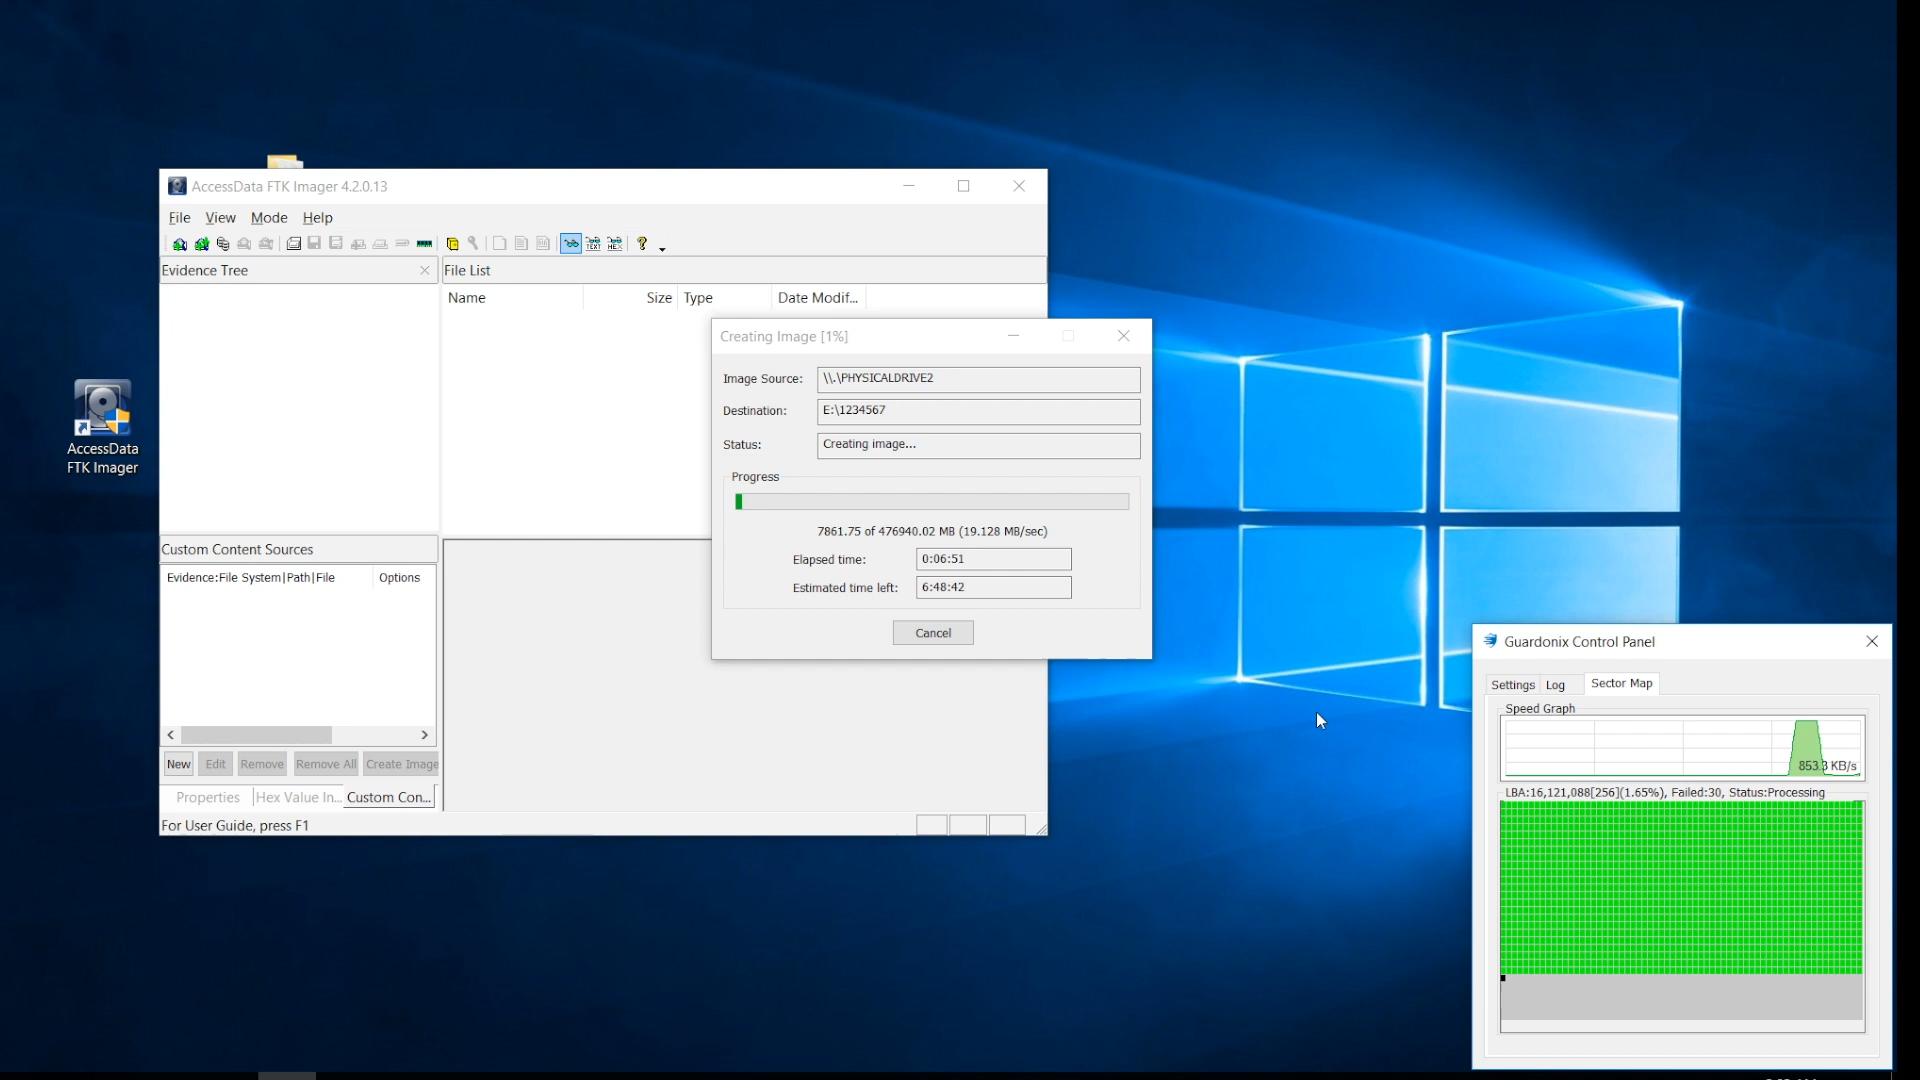 AccessData FTK Imager 4.2.0.13
File View Mode Help
Evidence Tree
File List
Name Size Type Date Modif...
Creating Image [1%]
Image Source: \\.\PHYSICALDRIVE2
Destination: E:\1234567
Status: Creating image...
Progress
7861.75 of 476940.02 MB (19.128 MB/sec)
Elapsed time: 0:06:51
Estimated time left: 6:48:42
Cancel
AccessData
FTK Imager
Custom Content Sources
Evidence:File System|Path|File Options
New Edit Remove Remove All Create Image
Properties Hex Value In... Custom Con...
For User Guide, press F1
Guardonix Control Panel
Settings Log Sector Map
Speed Graph
853.3 KB/s
LBA:16,121,088[256](1.65%), Failed:30, Status:Processing